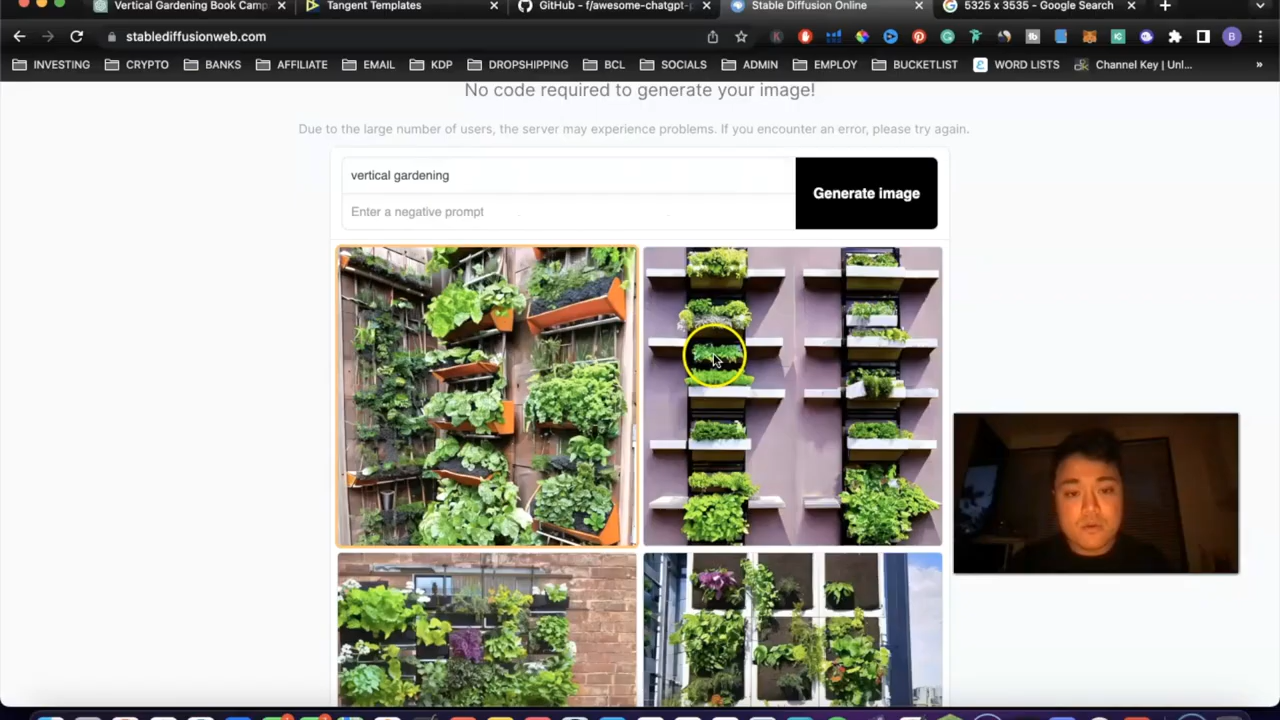 Vertical Gardening Book Camp
Tangent Templates
GitHub - f/awesome-chatgpt-
Stable Diffusion Online
5325 x 3535 - Google Search
stablediffusionweb.com
B
INVESTING
CRYPTO
BANKS
AFFILIATE
EMAIL
KDP
DROPSHIPPING
BCL
SOCIALS
ADMIN
EMPLOY
BUCKETLIST
WORD LISTS
Channel Key | Unl...
»
No code required to generate your image!
Due to the large number of users, the server may experience problems. If you encounter an error, please try again.
vertical gardening
Generate image
Enter a negative prompt